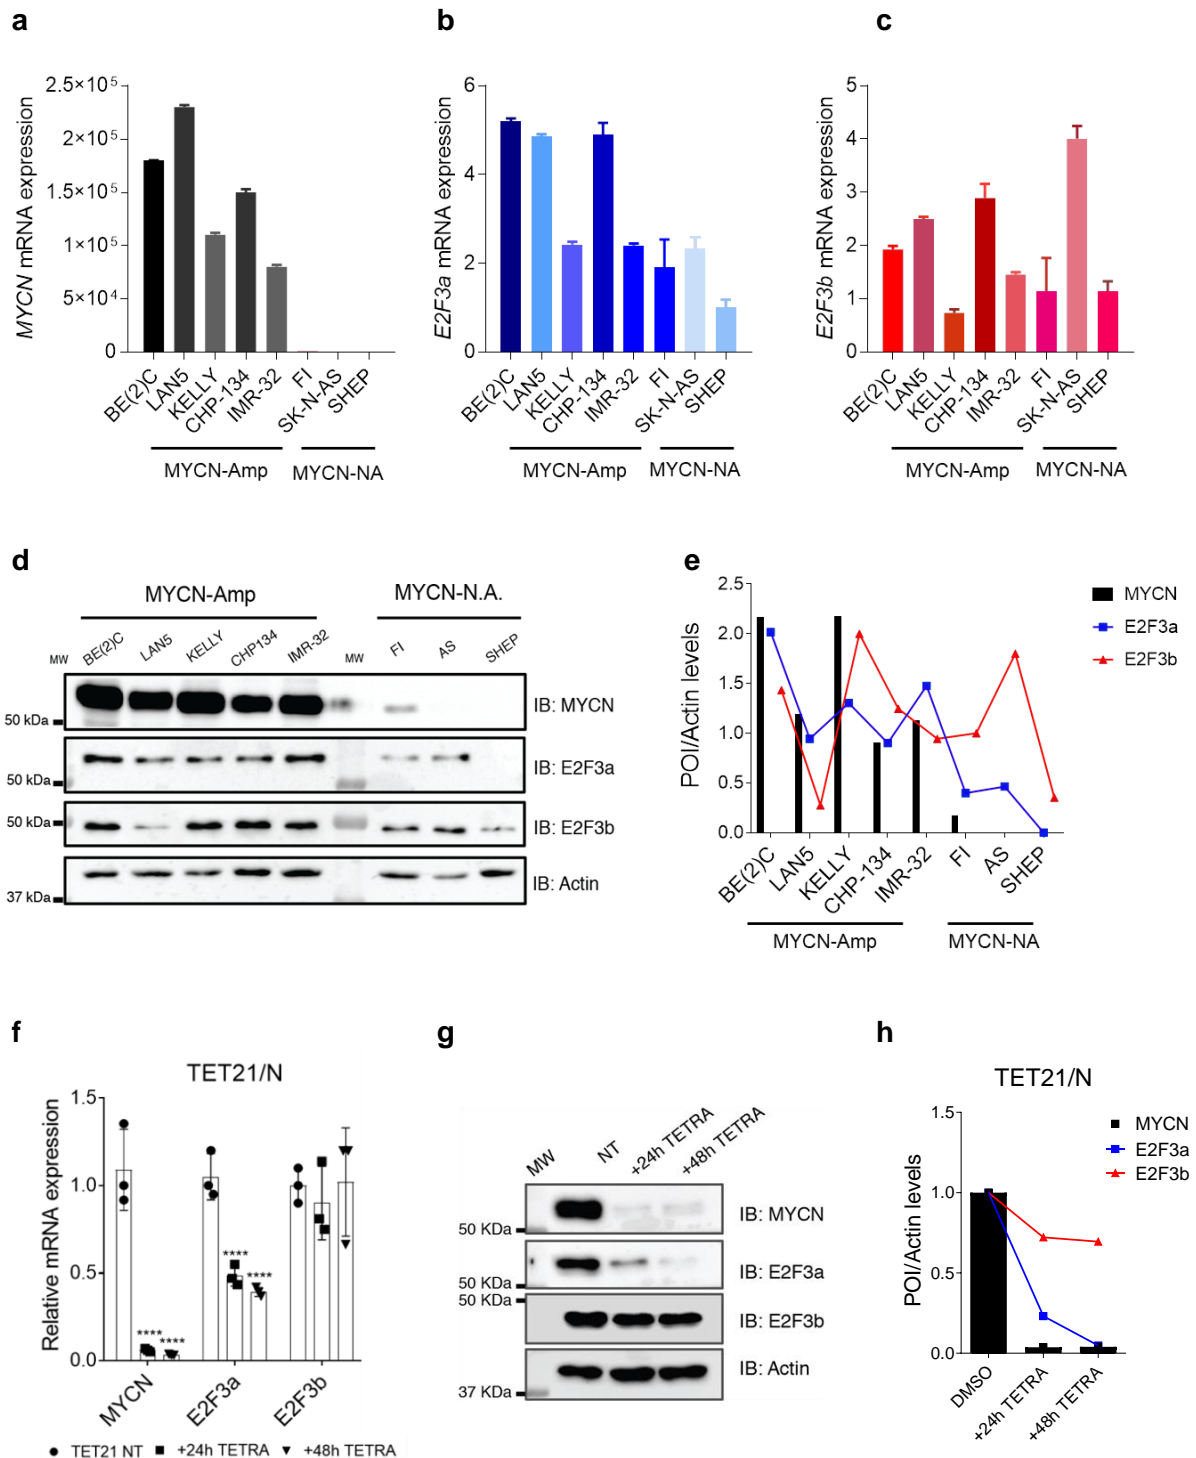 a
MYCN mRNA expression
2.5×10⁵
2×10⁵
1.5×10⁵
1×10⁵
5×10⁴
0
BE(2)C
LAN5
KELLY
CHP-134
IMR-32
FI
SK-N-AS
SHEP
MYCN-Amp
MYCN-NA
b
E2F3a mRNA expression
6
4
2
0
BE(2)C
LAN5
KELLY
CHP-134
IMR-32
FI
SK-N-AS
SHEP
MYCN-Amp
MYCN-NA
c
E2F3b mRNA expression
5
4
3
2
1
0
BE(2)C
LAN5
KELLY
CHP-134
IMR-32
FI
SK-N-AS
SHEP
MYCN-Amp
MYCN-NA
d
MYCN-Amp
MYCN-N.A.
MW
BE(2)C
LAN5
KELLY
CHP134
IMR-32
MW
FI
AS
SHEP
50 kDa
IB: MYCN
50 kDa
IB: E2F3a
50 kDa
IB: E2F3b
37 kDa
IB: Actin
e
POI/Actin levels
2.5
2.0
1.5
1.0
0.5
0.0
MYCN
E2F3a
E2F3b
BE(2)C
LAN5
KELLY
CHP-134
IMR-32
FI
AS
SHEP
MYCN-Amp
MYCN-NA
f
TET21/N
Relative mRNA expression
1.5
1.0
0.5
0.0
****
****
****
****
MYCN
E2F3a
E2F3b
TET21 NT
+24h TETRA
+48h TETRA
g
MW
NT
+24h TETRA
+48h TETRA
50 KDa
IB: MYCN
50 KDa
IB: E2F3a
50 KDa
IB: E2F3b
37 KDa
IB: Actin
h
TET21/N
POI/Actin levels
1.5
1.0
0.5
0.0
MYCN
E2F3a
E2F3b
DMSO
+24h TETRA
+48h TETRA